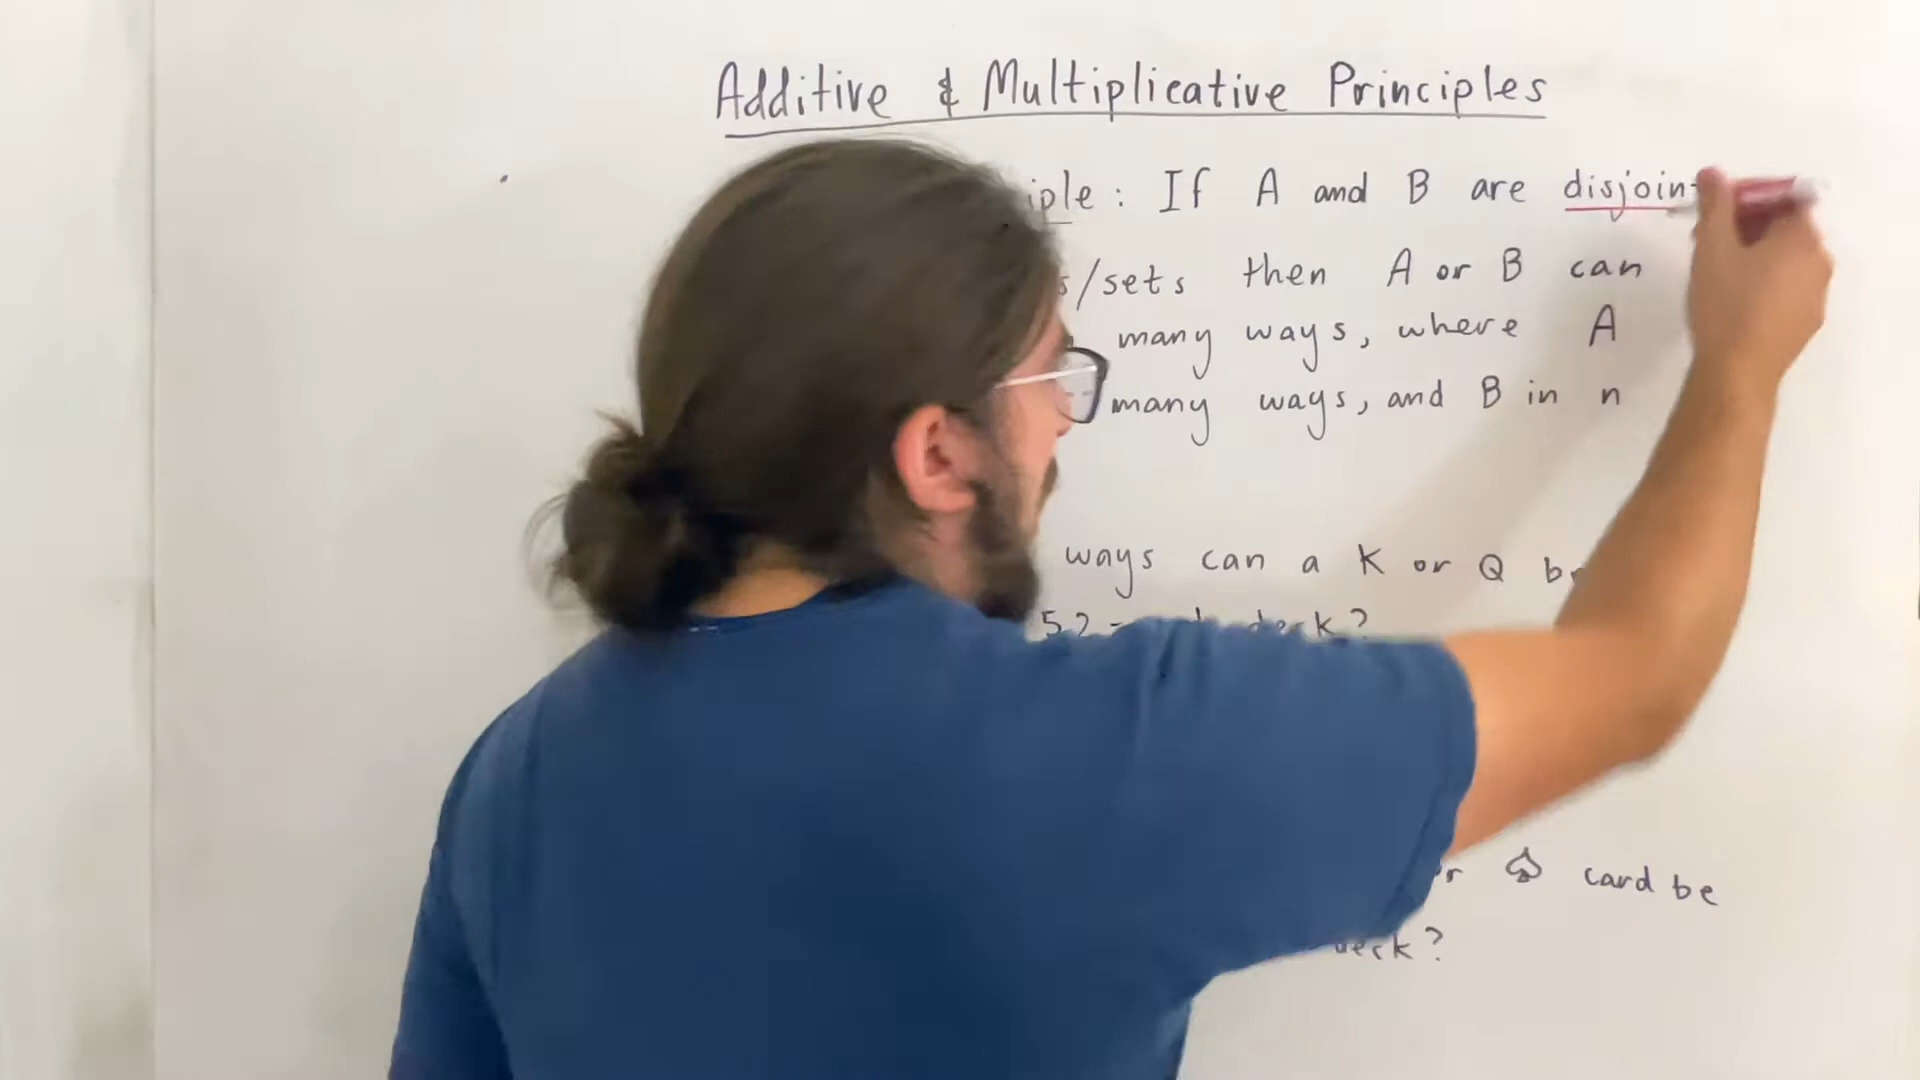 Additive & Multiplicative Principles
: If A and B are disjoint
/sets then A or B can
many ways, where A
many ways, and B in n
ways can a K or Q
52 deck?
♤ card be
deck?